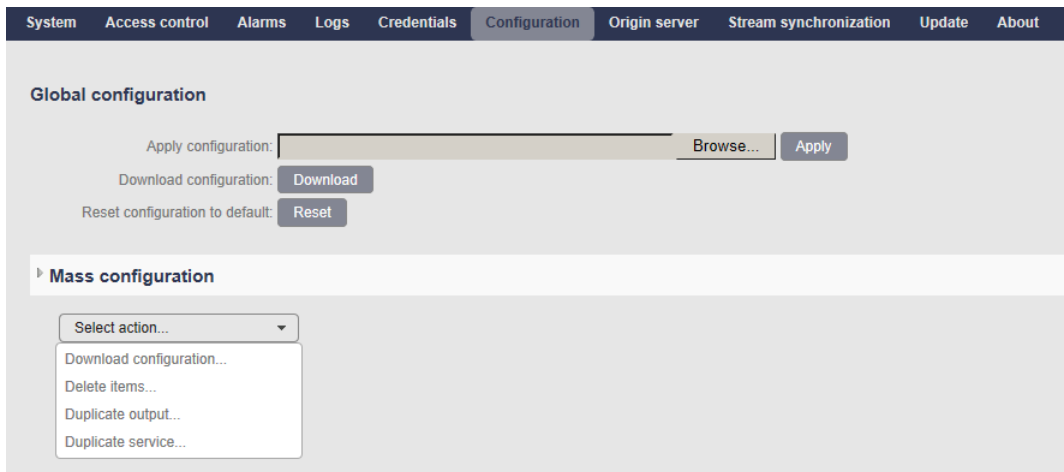 System Access control Alarms Logs Credentials Configuration Origin server Stream synchronization Update About
Global configuration
Apply configuration: Browse... Apply
Download configuration: Download
Reset configuration to default: Reset
Mass configuration
Select action...
Download configuration...
Delete items...
Duplicate output...
Duplicate service...